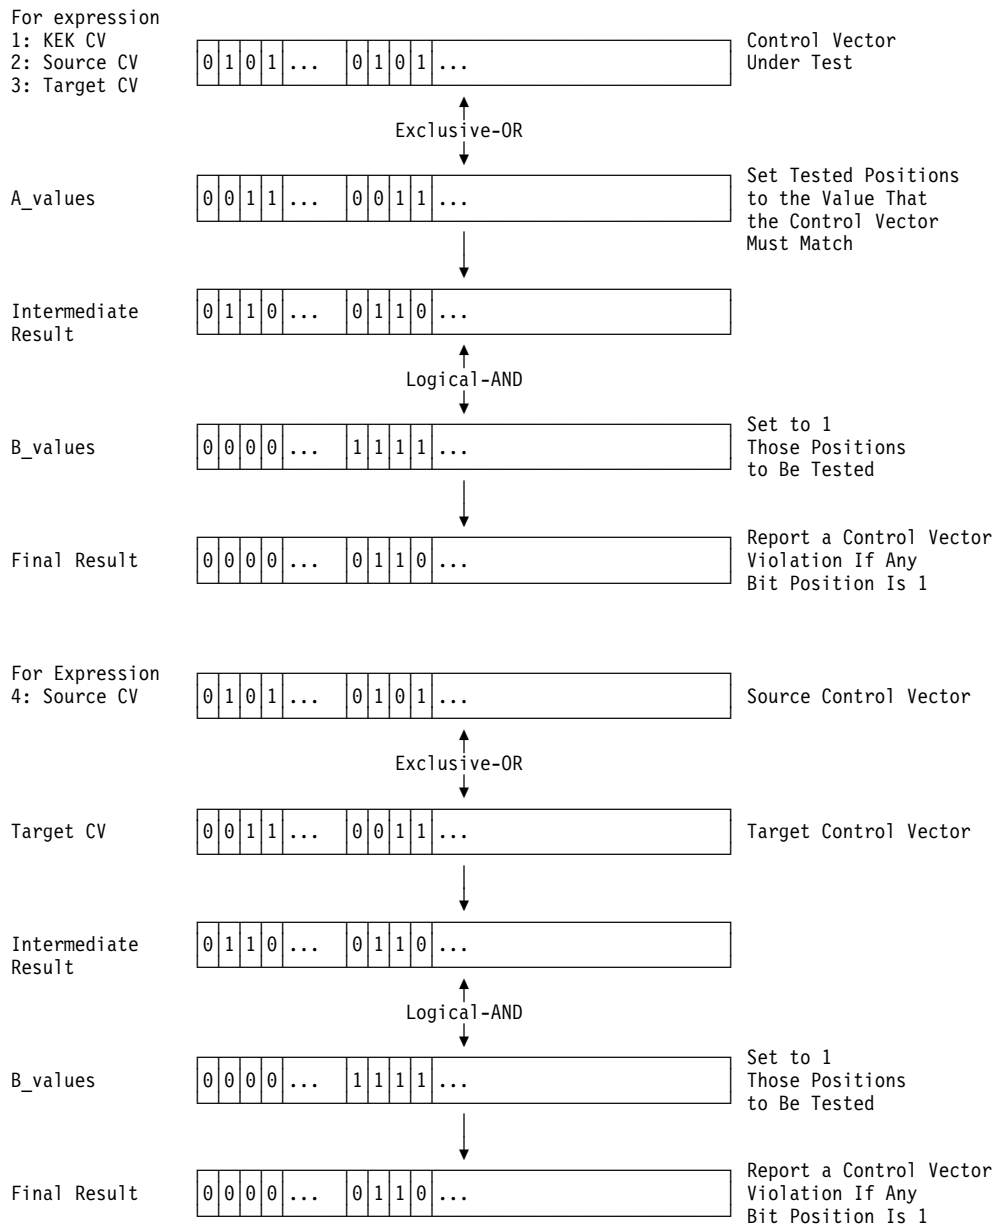 For expression
1: KEK CV
2: Source CV
3: Target CV
0 1 0 1 ... 0 1 0 1 ...
Control Vector
Under Test
Exclusive-OR
A_values
0 0 1 1 ... 0 0 1 1 ...
Set Tested Positions
to the Value That
the Control Vector
Must Match
Intermediate
Result
0 1 1 0 ... 0 1 1 0 ...
Logical-AND
B_values
0 0 0 0 ... 1 1 1 1 ...
Set to 1
Those Positions
to Be Tested
Final Result
0 0 0 0 ... 0 1 1 0 ...
Report a Control Vector
Violation If Any
Bit Position Is 1
For Expression
4: Source CV
0 1 0 1 ... 0 1 0 1 ...
Source Control Vector
Exclusive-OR
Target CV
0 0 1 1 ... 0 0 1 1 ...
Target Control Vector
Intermediate
Result
0 1 1 0 ... 0 1 1 0 ...
Logical-AND
B_values
0 0 0 0 ... 1 1 1 1 ...
Set to 1
Those Positions
to Be Tested
Final Result
0 0 0 0 ... 0 1 1 0 ...
Report a Control Vector
Violation If Any
Bit Position Is 1